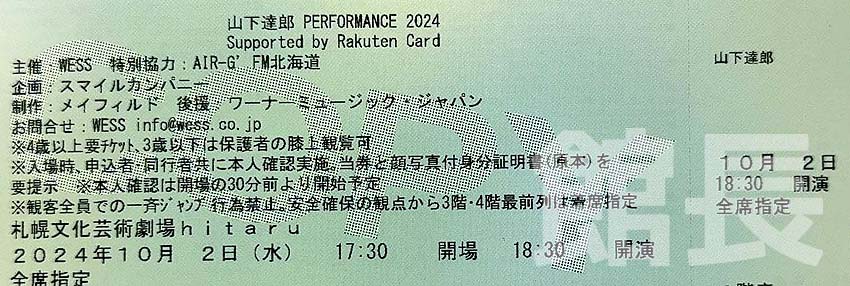 山下達郎 PERFORMANCE 2024
Supported by Rakuten Card
主催：WESS 特別協力：AIR-G' FM北海道
企画：スマイルカンパニー
制作：メイフィルド 後援：ワーナーミュージック・ジャパン
お問合せ：WESS info@wess.co.jp
※4歳以上要ﾁｹｯﾄ、3歳以下は保護者の膝上観覧可
※入場時、申込者・同行者共に本人確認実施。当券と顔写真付身分証明書(原本)を
要提示 ※本人確認は開場の30分前より開始予定
※観客全員での一斉ｼﾞｬﾝﾌﾟ行為禁止。安全確保の観点から3階・4階最前列は着席指定
札幌文化芸術劇場ｈｉｔａｒｕ
２０２４年１０月 ２日（水） 17:30 開場 18:30 開演
全席指定
山下達郎
１０月 ２日
18:30 開演
全席指定
COPY
館長